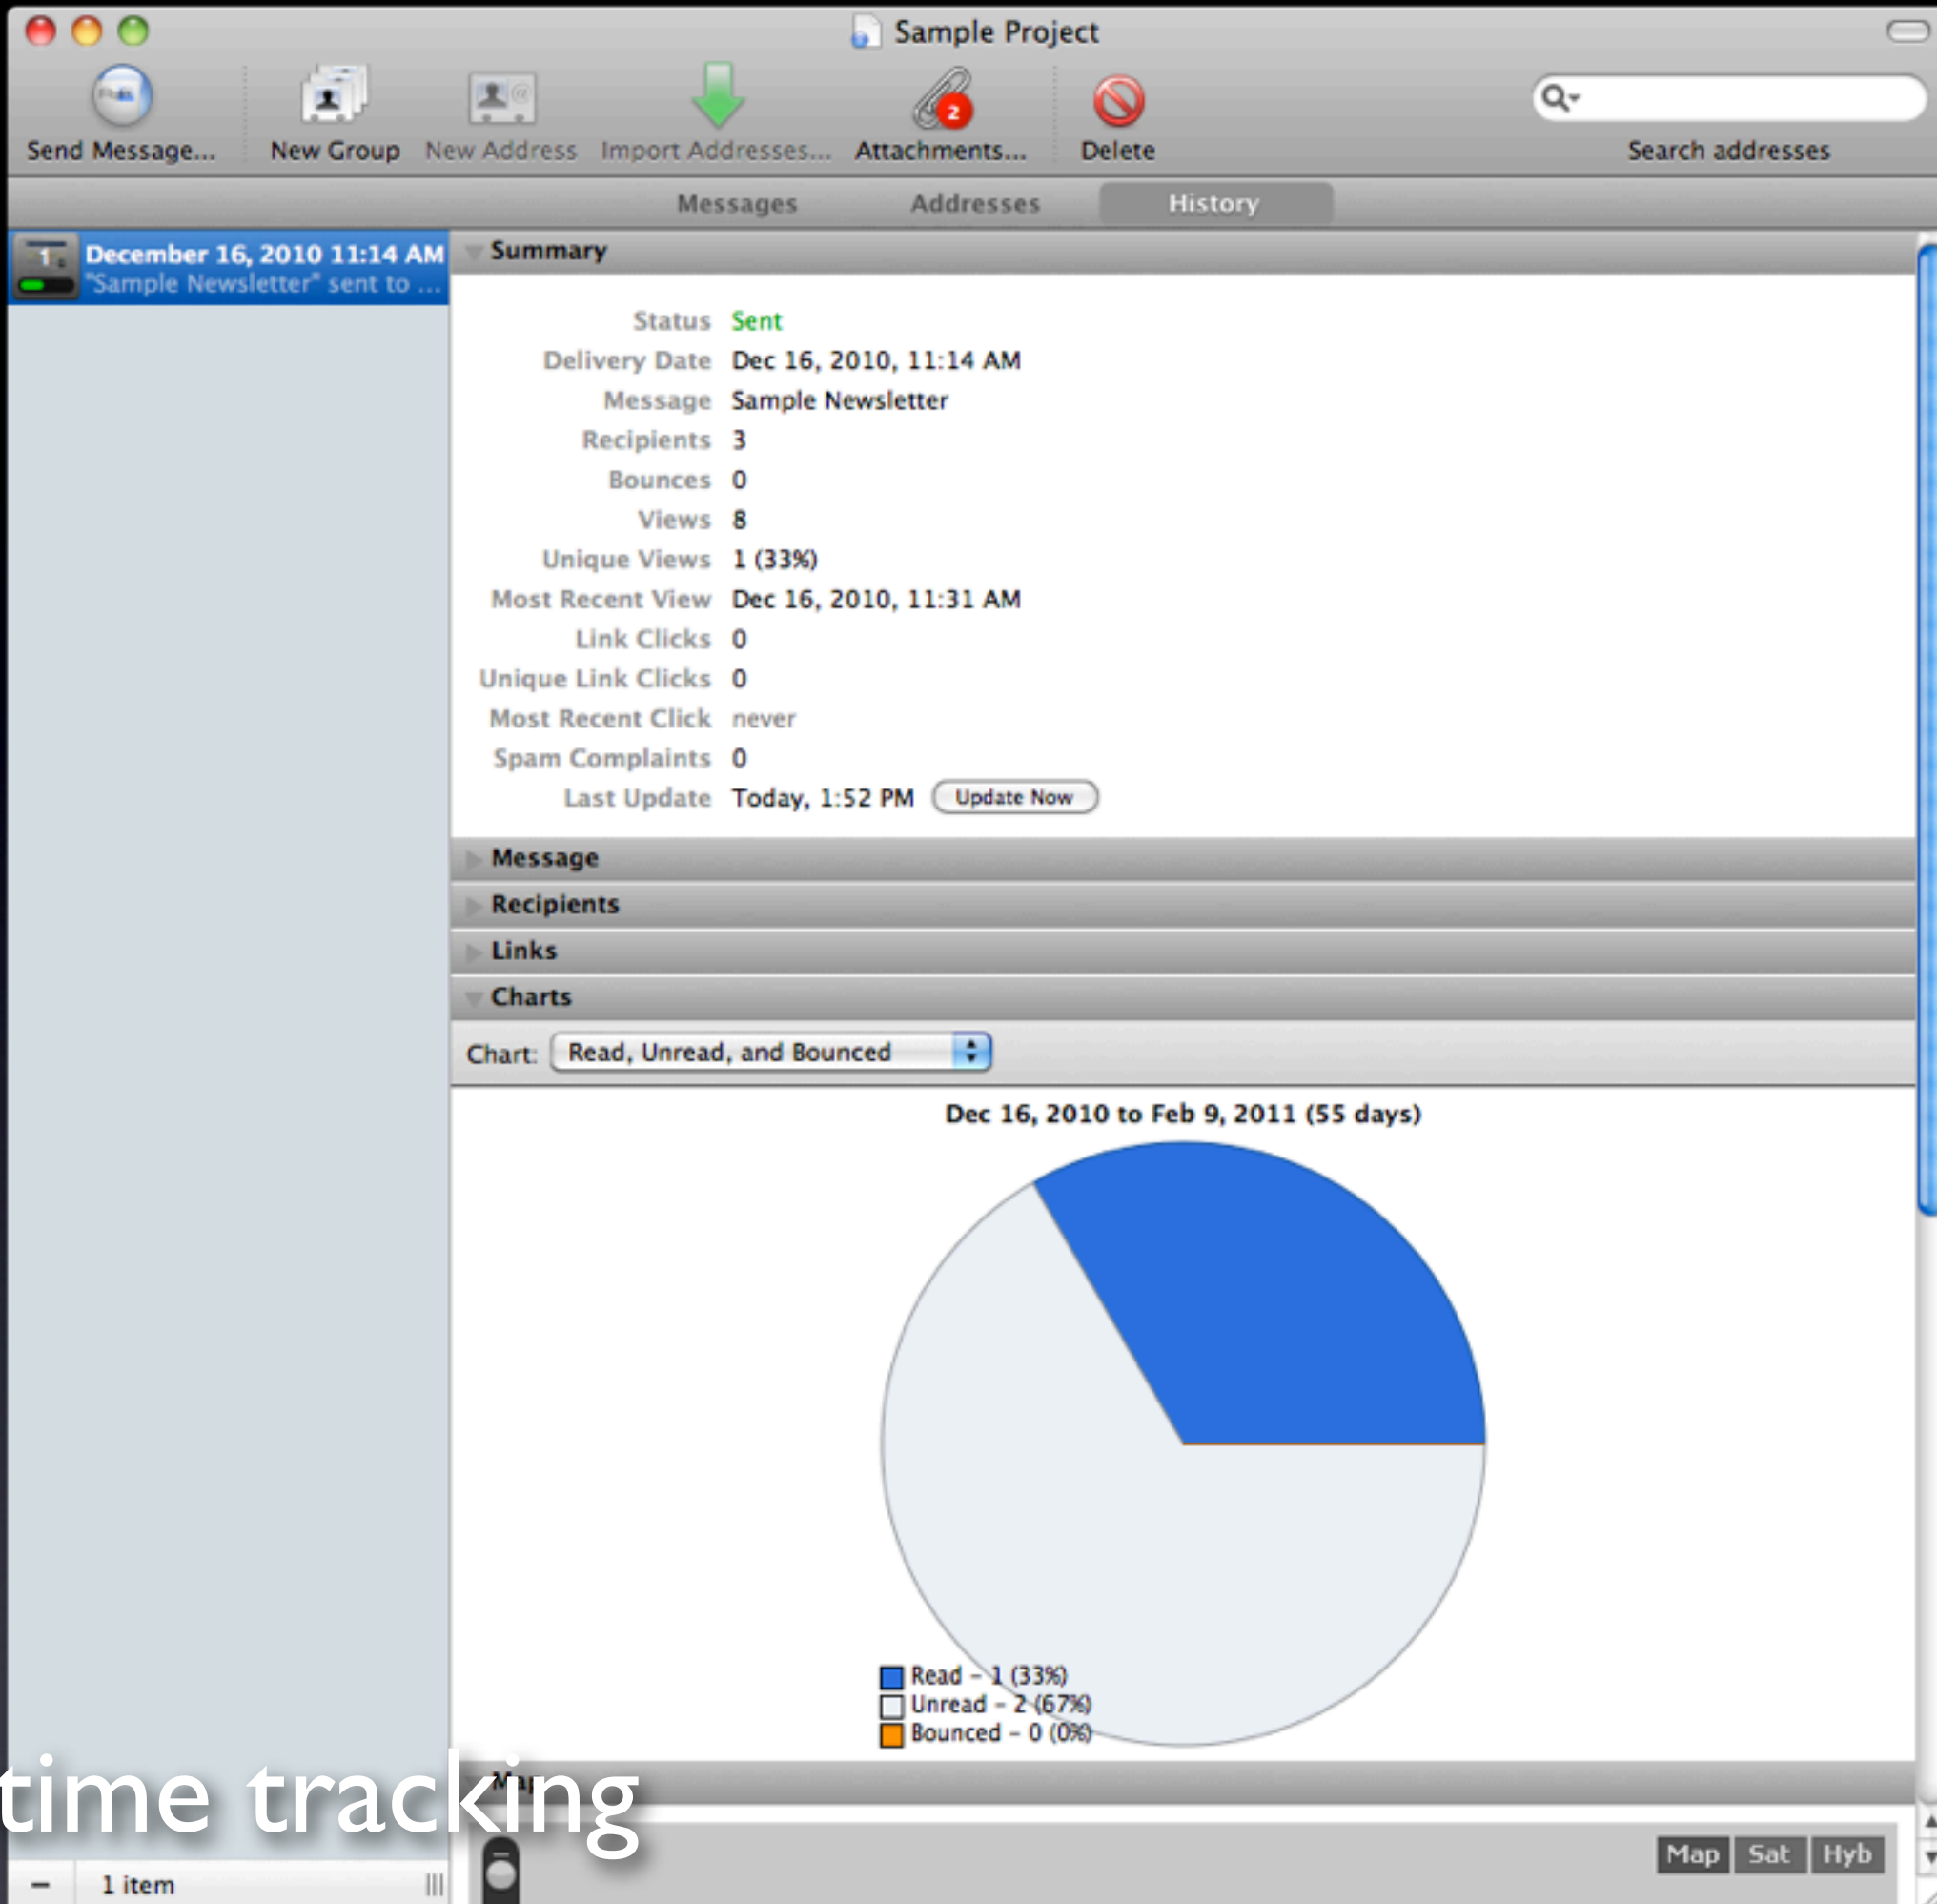 Sample Project
Send Message... New Group New Address Import Addresses... Attachments... 2 Delete Search addresses
Messages Addresses History
1 December 16, 2010 11:14 AM
"Sample Newsletter" sent to ...
Summary
Status Sent
Delivery Date Dec 16, 2010, 11:14 AM
Message Sample Newsletter
Recipients 3
Bounces 0
Views 8
Unique Views 1 (33%)
Most Recent View Dec 16, 2010, 11:31 AM
Link Clicks 0
Unique Link Clicks 0
Most Recent Click never
Spam Complaints 0
Last Update Today, 1:52 PM Update Now
Message
Recipients
Links
Charts
Chart: Read, Unread, and Bounced
Dec 16, 2010 to Feb 9, 2011 (55 days)
Read – 1 (33%)
Unread – 2 (67%)
Bounced – 0 (0%)
Map
time tracking
Map Sat Hyb
1 item